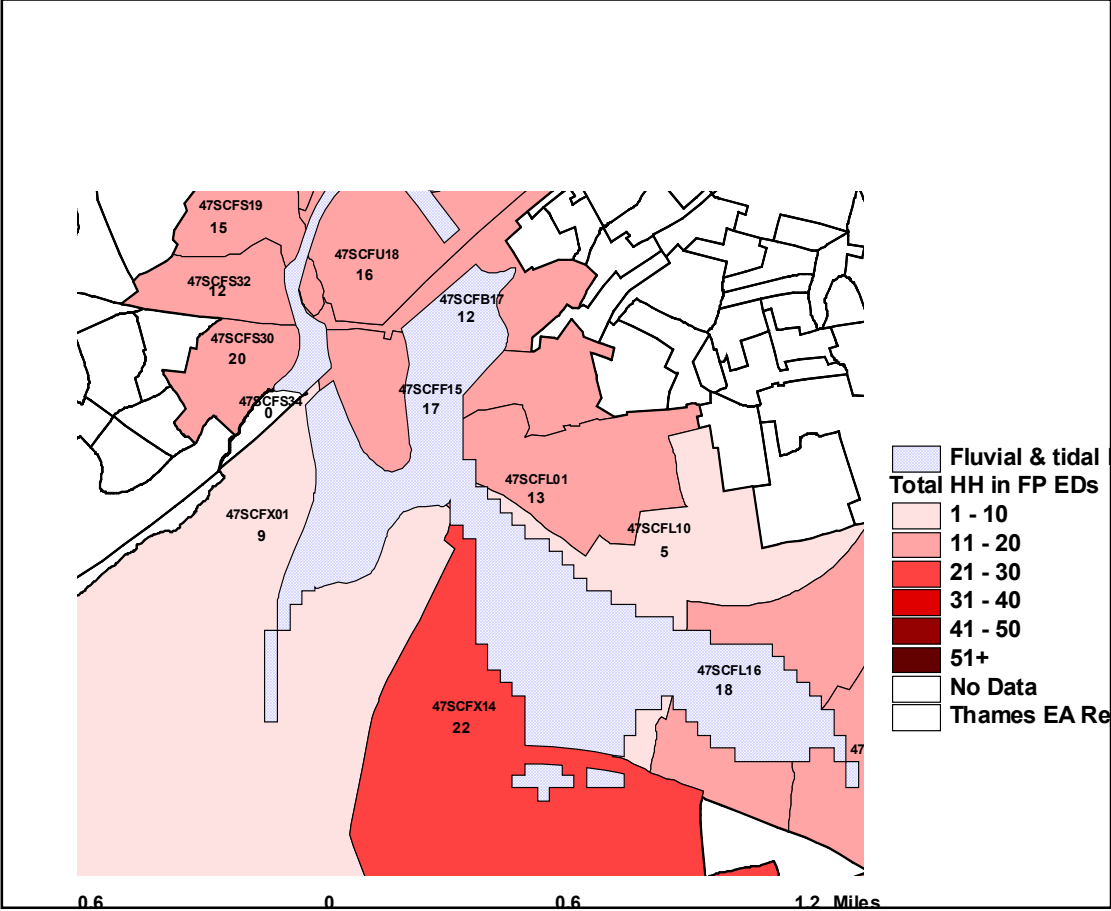 47SCFS19
15
47SCFU18
16
47SCFS32
12
47SCFB17
12
47SCFS30
20
47SCFF15
17
47SCFS34
0
47SCFL01
13
47SCFX01
9
47SCFL10
5
47SCFL16
18
47SCFX14
22
47
Fluvial & tidal
Total HH in FP EDs
1 - 10
11 - 20
21 - 30
31 - 40
41 - 50
51+
No Data
Thames EA Re
0.6 0 0.6 1.2 Miles